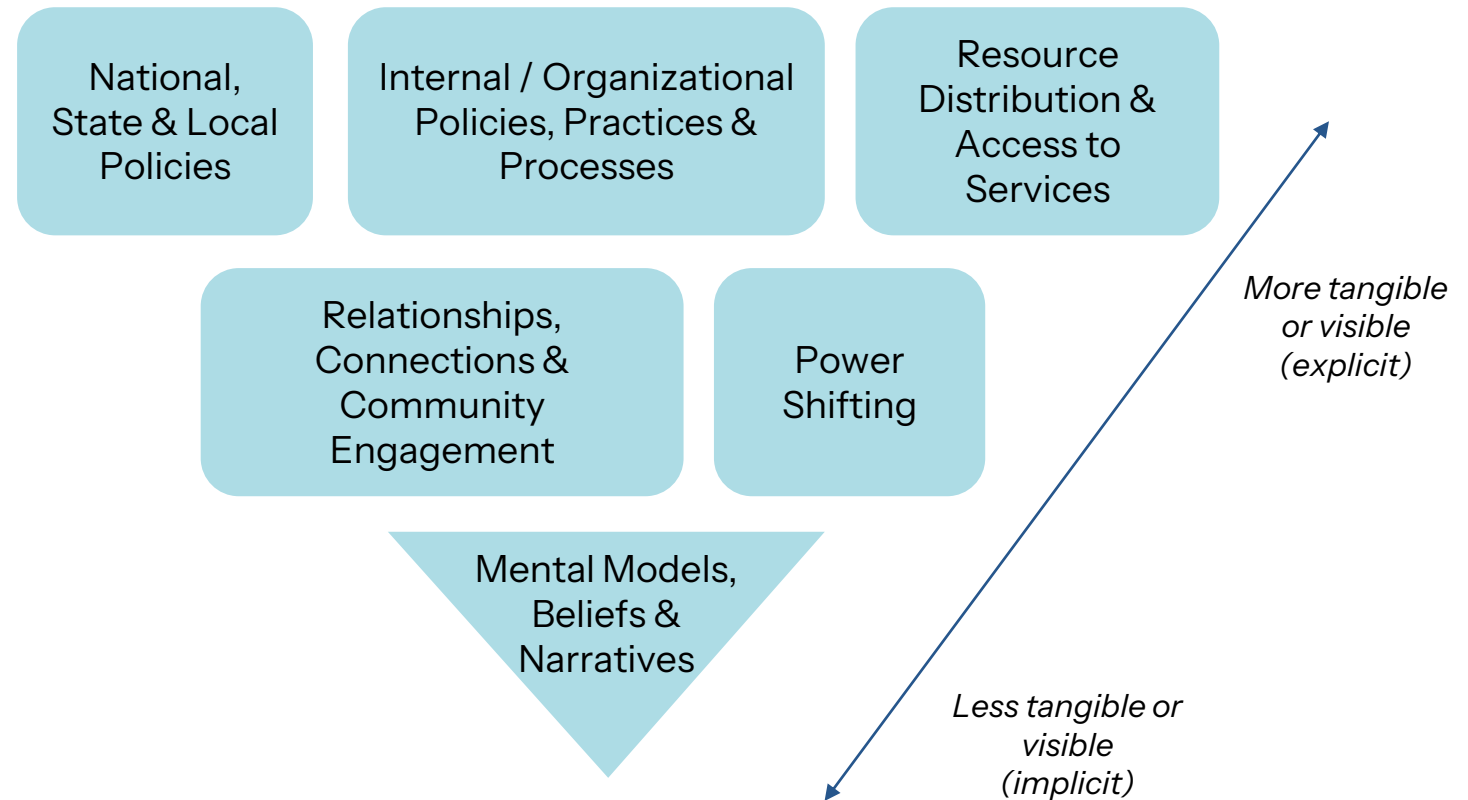 National,
State & Local
Policies
Internal / Organizational
Policies, Practices &
Processes
Resource
Distribution &
Access to
Services
Relationships,
Connections &
Community
Engagement
Power
Shifting
More tangible
or visible
(explicit)
Mental Models,
Beliefs &
Narratives
Less tangible or
visible
(implicit)